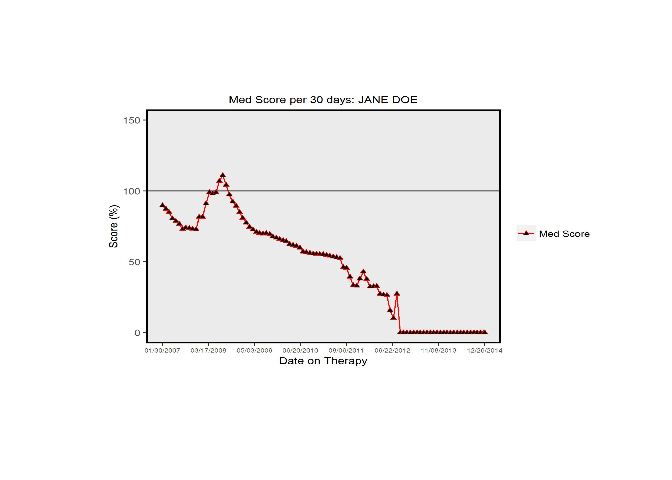 Med Score per 30 days: JANE DOE
150
100
50
0
Score (%)
Med Score
01/30/2007 03/17/2008 05/03/2009 06/20/2010 08/06/2011 09/22/2012 11/08/2013 12/26/2014
Date on Therapy